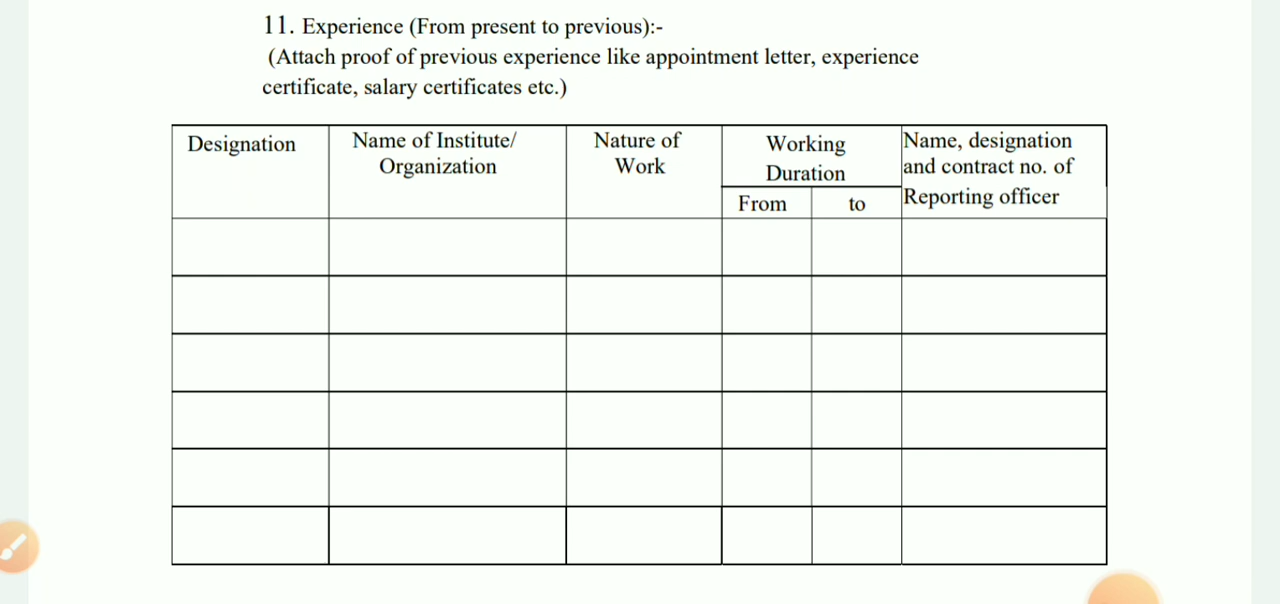 11. Experience (From present to previous):-
(Attach proof of previous experience like appointment letter, experience
certificate, salary certificates etc.)
Designation
Name of Institute/
Organization
Nature of
Work
Working
Duration
From to
Name, designation
and contract no. of
Reporting officer